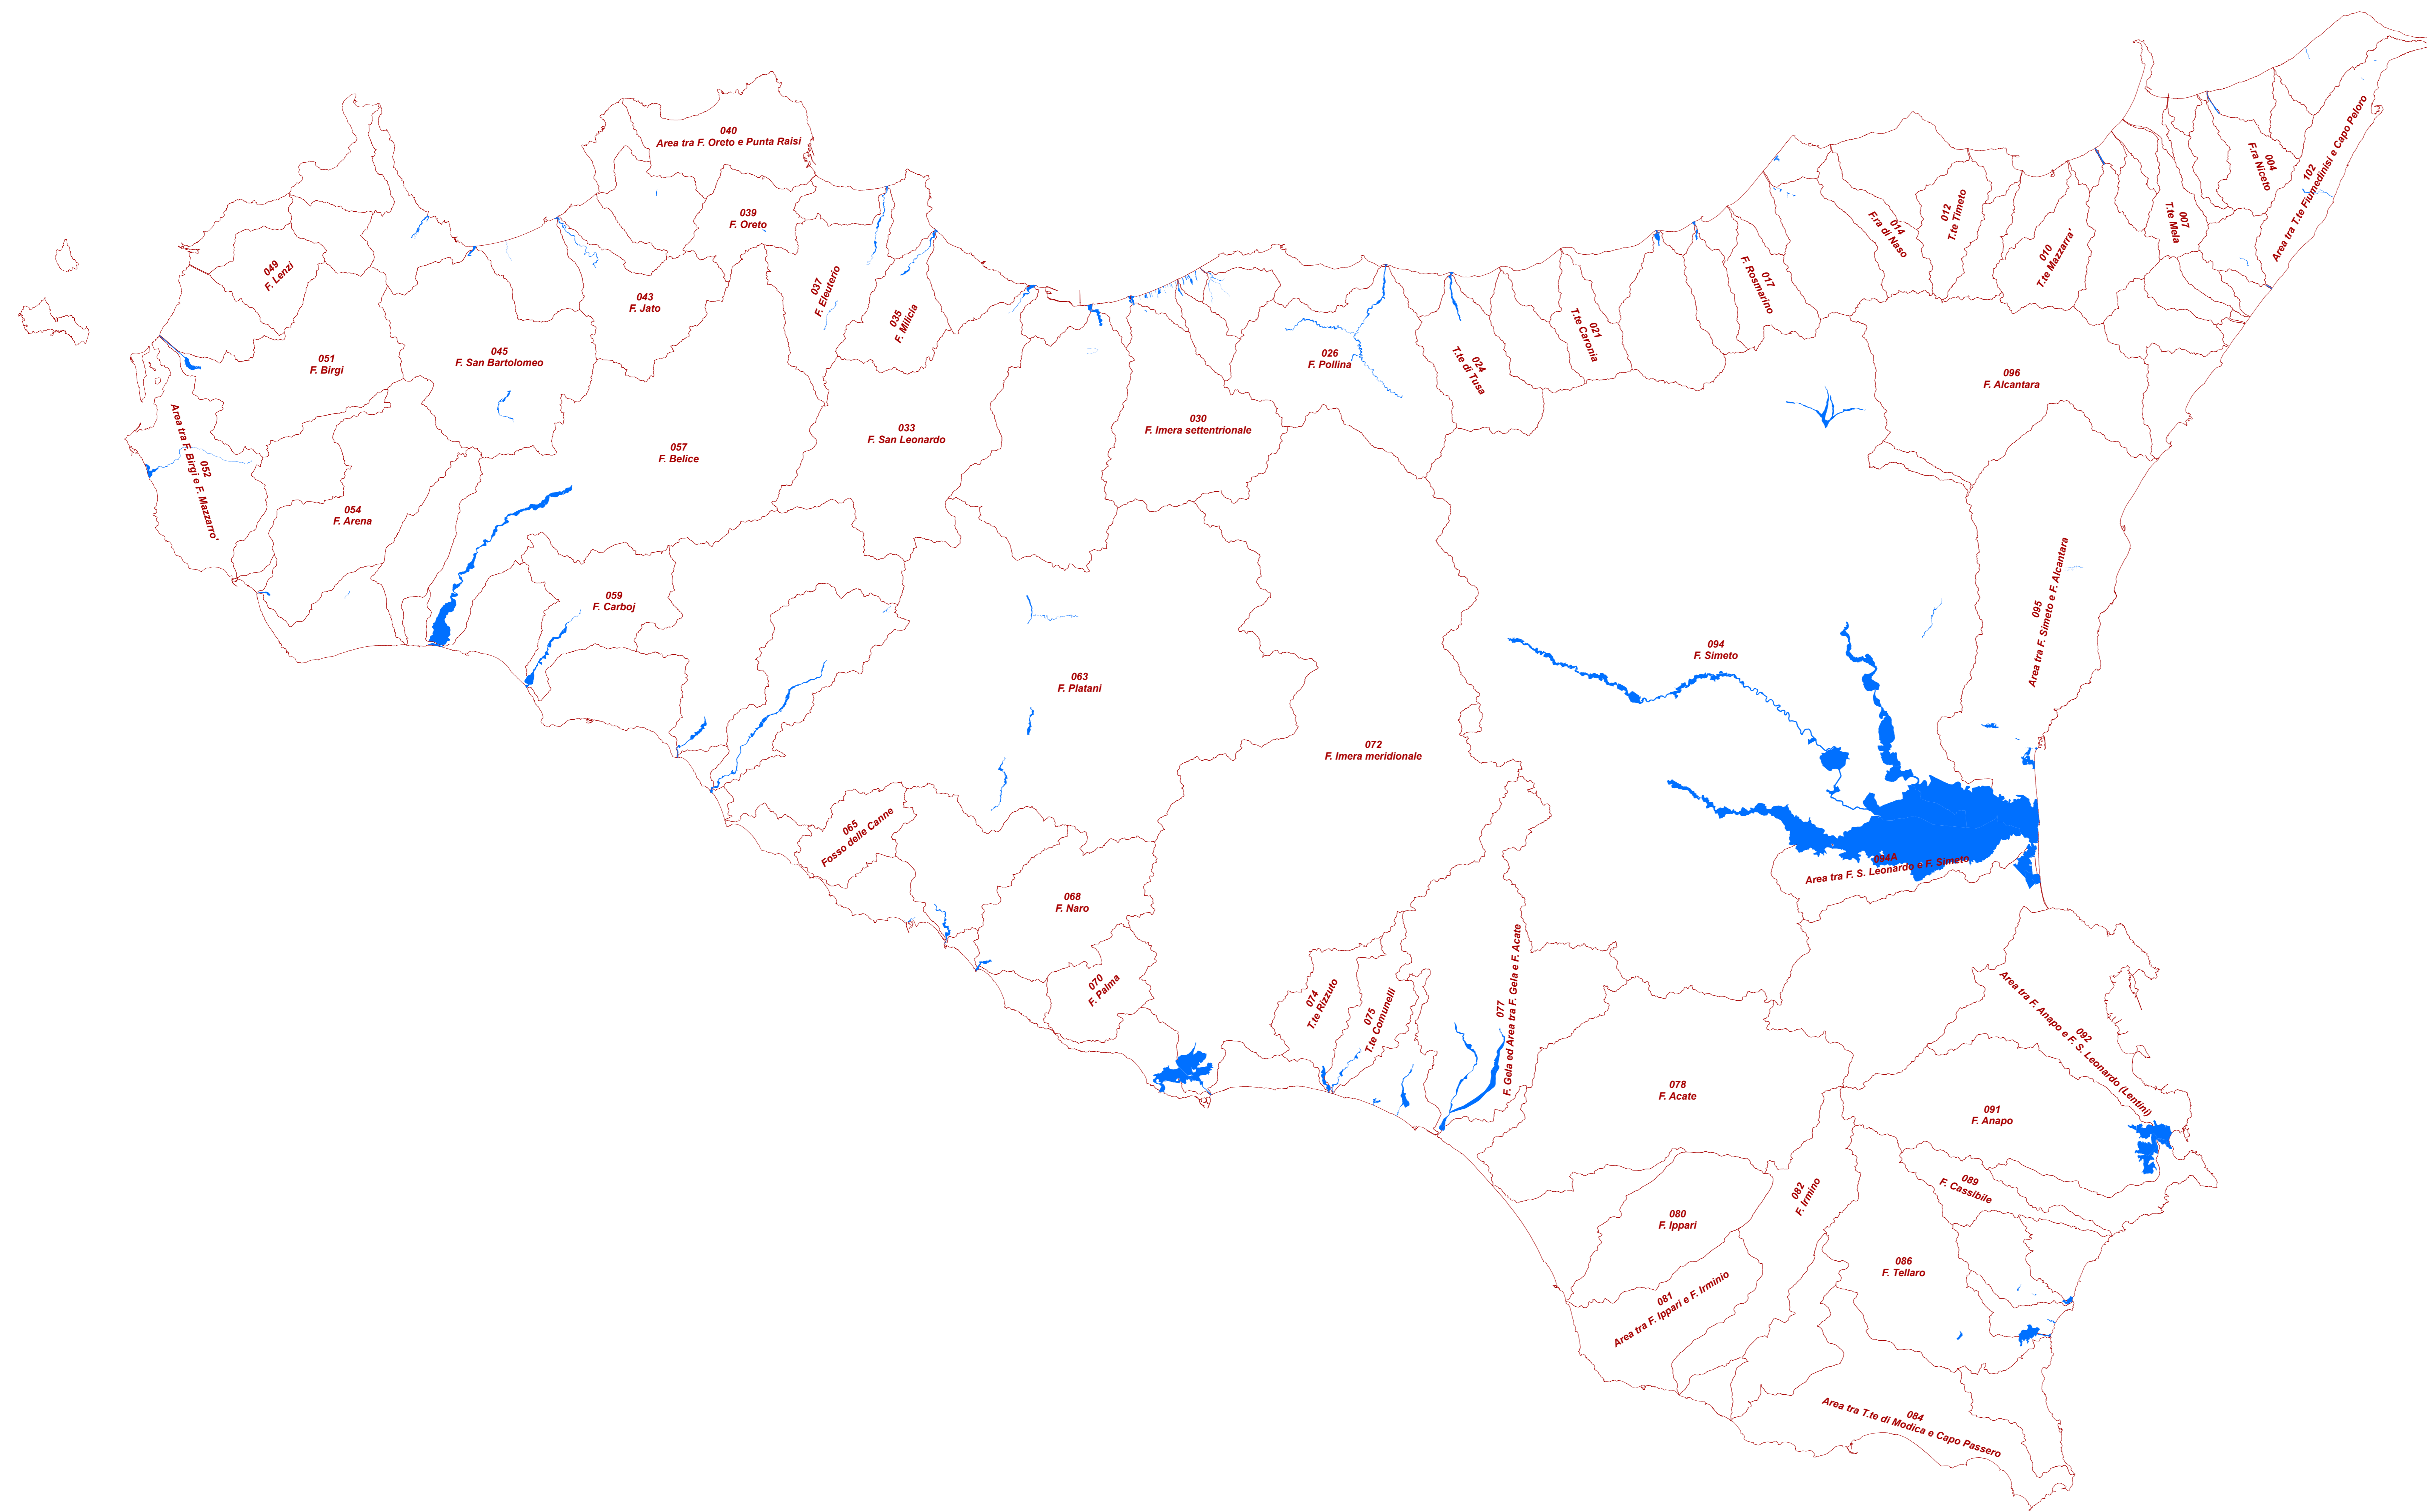 040
Area tra F. Oreto e Punta Raisi
039
F. Oreto
049
F. Lenzi
043
F. Jato
037
F. Eleuterio
035
F. Milicia
051
F. Birgi
045
F. San Bartolomeo
052
Area tra F. Birgi e F. Mazzarro'
054
F. Arena
057
F. Belice
033
F. San Leonardo
030
F. Imera settentrionale
026
F. Pollina
024
T.te di Tusa
021
T.te Caronia
017
F. Rosmarino
014
F.ra di Naso
012
T.te Timeto
010
T.te Mazzarra'
007
T.te Mela
004
F.ra Niceto
102
Area tra T.te Fiumedinisi e Capo Peloro
096
F. Alcantara
095
Area tra F. Simeto e F. Alcantara
094
F. Simeto
094A
Area tra F. S. Leonardo e F. Simeto
059
F. Carboj
063
F. Platani
072
F. Imera meridionale
065
Fosso delle Canne
068
F. Naro
070
F. Palma
074
T.te Rizzuto
075
T.te Comunelli
077
F. Gela ed Area tra F. Gela e F. Acate
078
F. Acate
092
Area tra F. Anapo e F. S. Leonardo (Lentini)
091
F. Anapo
089
F. Cassibile
082
F. Irmino
080
F. Ippari
081
Area tra F. Ippari e F. Irminio
086
F. Tellaro
084
Area tra T.te di Modica e Capo Passero